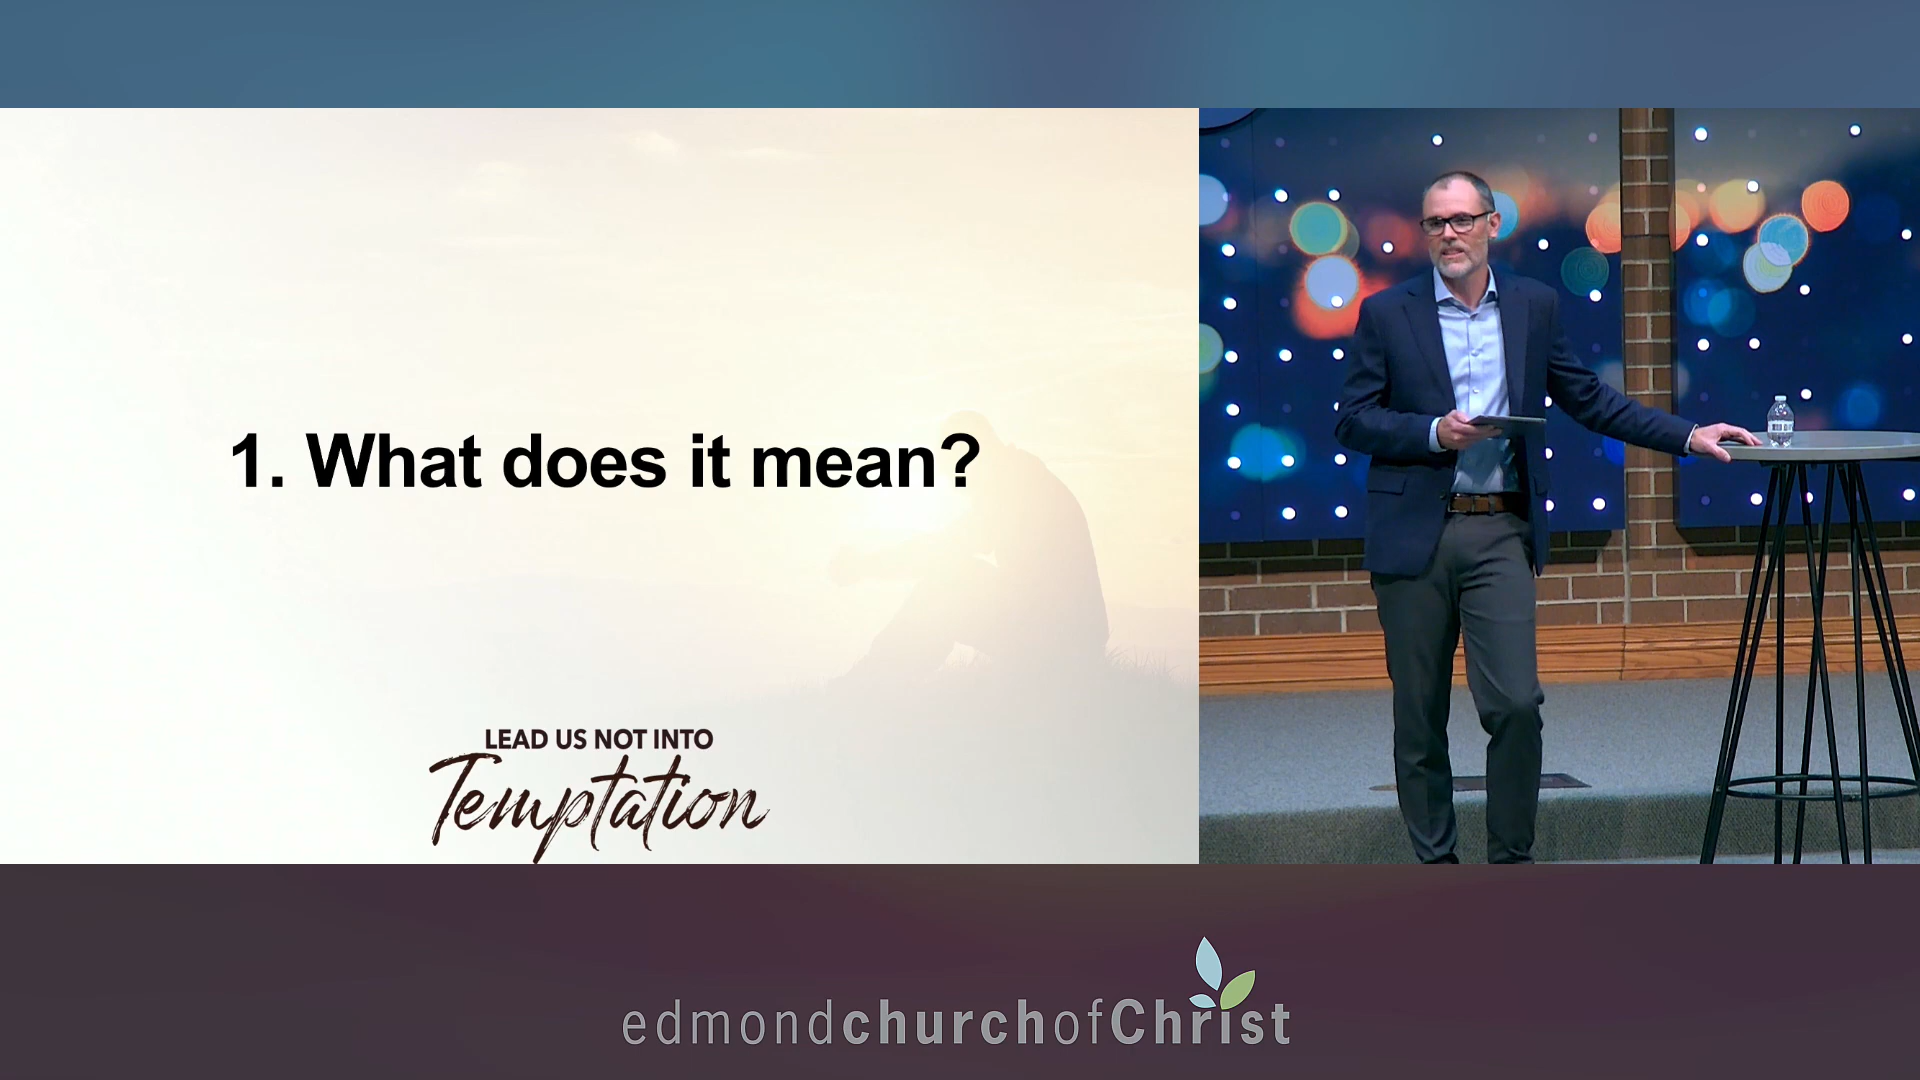 1. What does it mean?
LEAD US NOT INTO
Temptation
edmondchurchofChrist